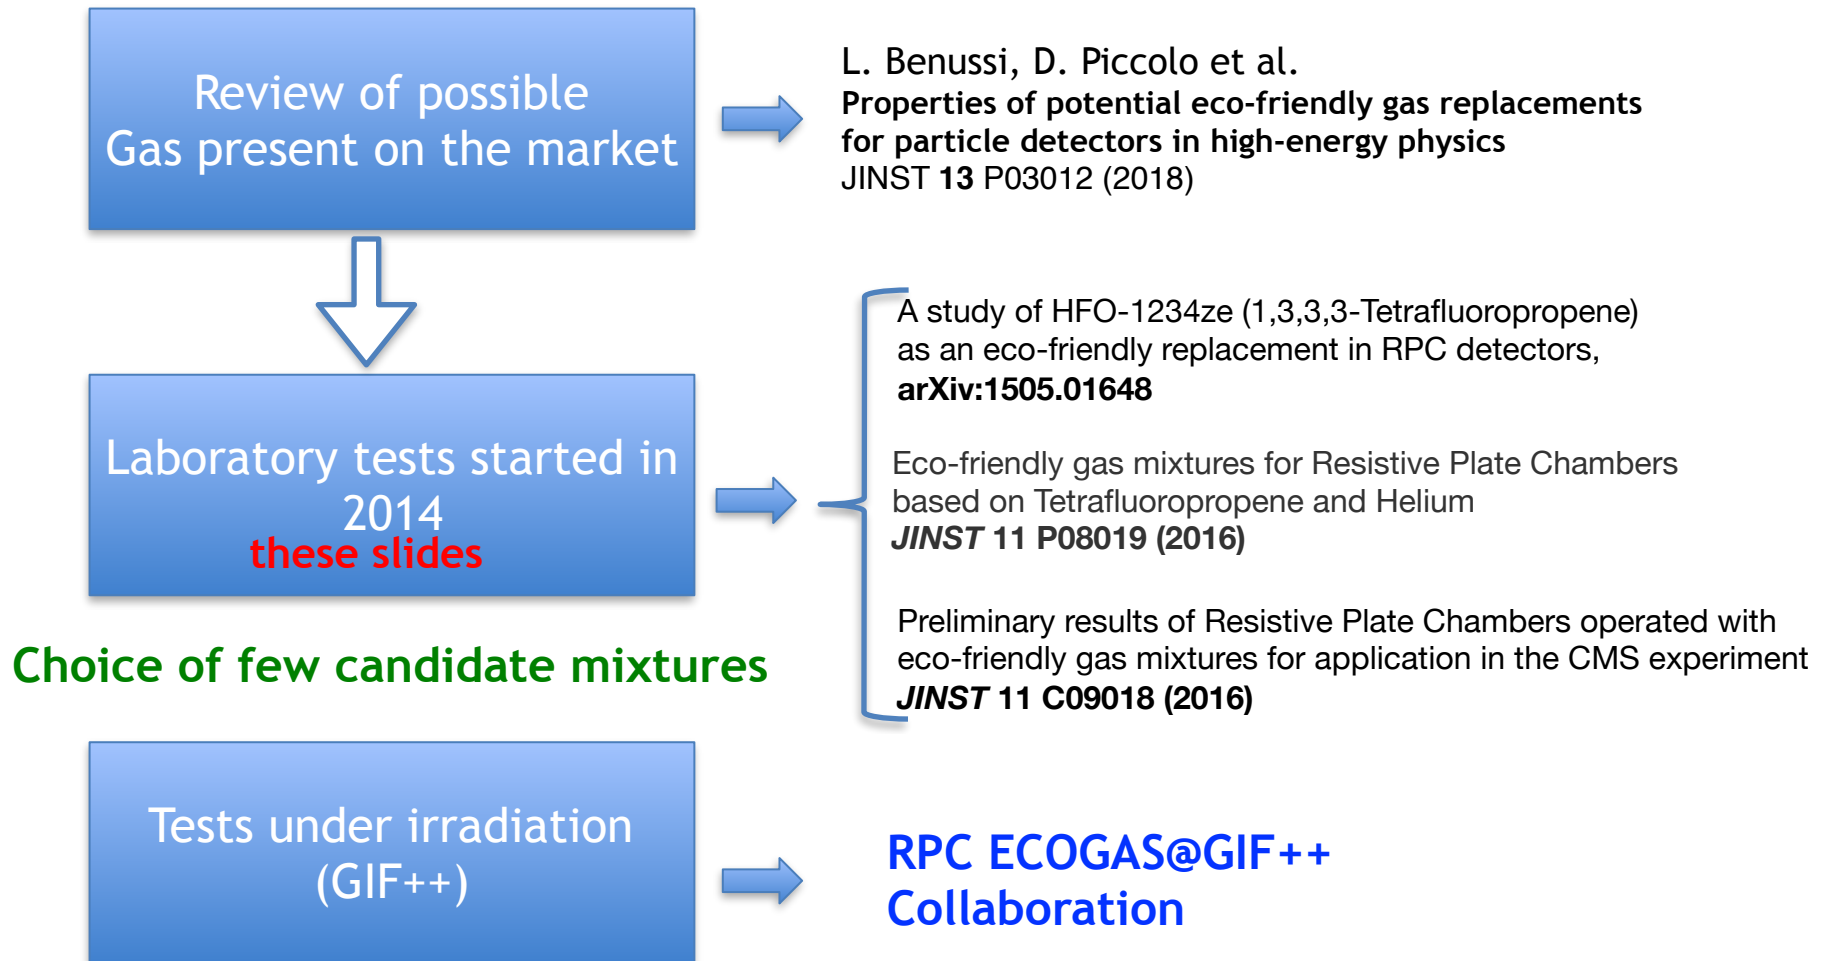 Review of possible
Gas present on the market
L. Benussi, D. Piccolo et al.
Properties of potential eco-friendly gas replacements
for particle detectors in high-energy physics
JINST 13 P03012 (2018)
Laboratory tests started in
2014
these slides
A study of HFO-1234ze (1,3,3,3-Tetrafluoropropene)
as an eco-friendly replacement in RPC detectors,
arXiv:1505.01648
Eco-friendly gas mixtures for Resistive Plate Chambers
based on Tetrafluoropropene and Helium
JINST 11 P08019 (2016)
Preliminary results of Resistive Plate Chambers operated with
eco-friendly gas mixtures for application in the CMS experiment
JINST 11 C09018 (2016)
Choice of few candidate mixtures
Tests under irradiation
(GIF++)
RPC ECOGAS@GIF++
Collaboration